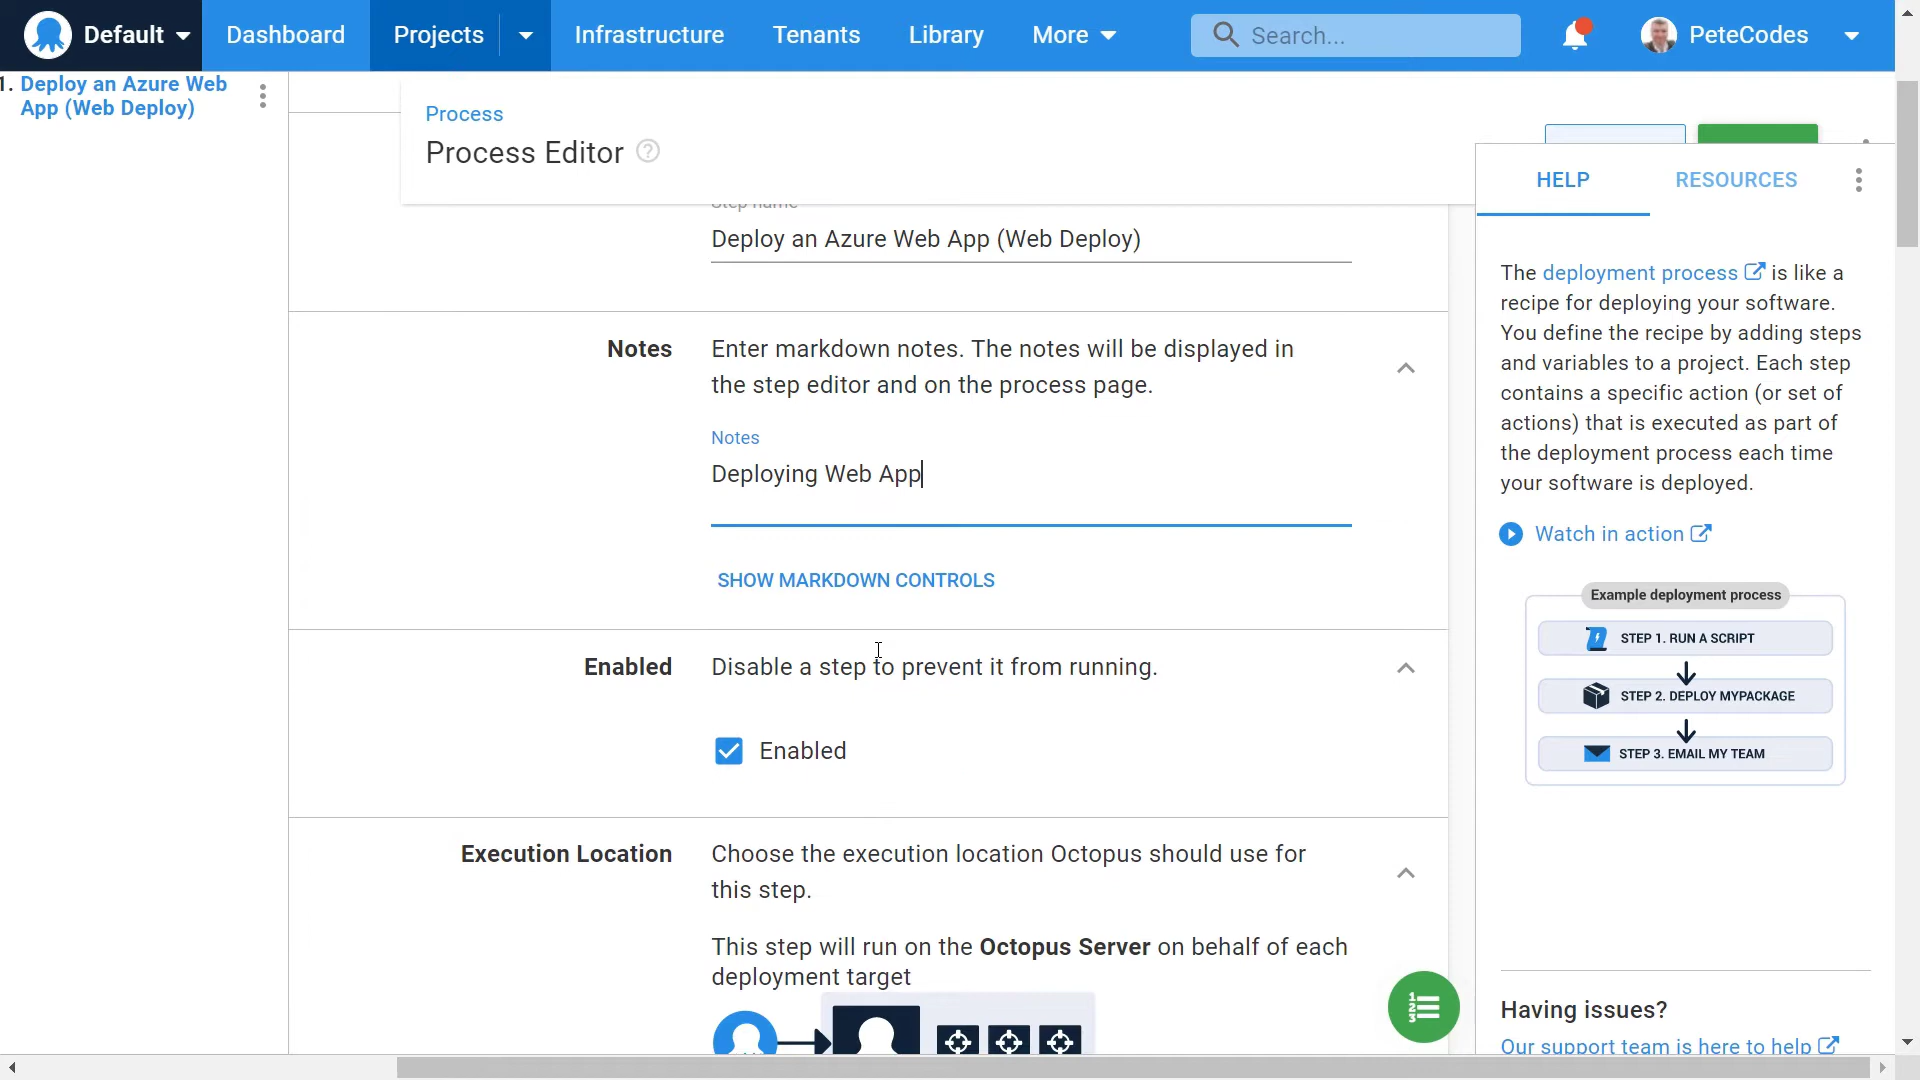 Default
Dashboard
Projects
Infrastructure
Tenants
Library
More
Search...
PeteCodes
1. Deploy an Azure Web
App (Web Deploy)
Process
Process Editor
Step name
Deploy an Azure Web App (Web Deploy)
Notes
Enter markdown notes. The notes will be displayed in
the step editor and on the process page.
Notes
Deploying Web App
SHOW MARKDOWN CONTROLS
Enabled
Disable a step to prevent it from running.
Enabled
Execution Location
Choose the execution location Octopus should use for
this step.
This step will run on the Octopus Server on behalf of each
deployment target
HELP
RESOURCES
The deployment process is like a
recipe for deploying your software.
You define the recipe by adding steps
and variables to a project. Each step
contains a specific action (or set of
actions) that is executed as part of
the deployment process each time
your software is deployed.
Watch in action
Example deployment process
STEP 1. RUN A SCRIPT
STEP 2. DEPLOY MYPACKAGE
STEP 3. EMAIL MY TEAM
Having issues?
Our support team is here to help